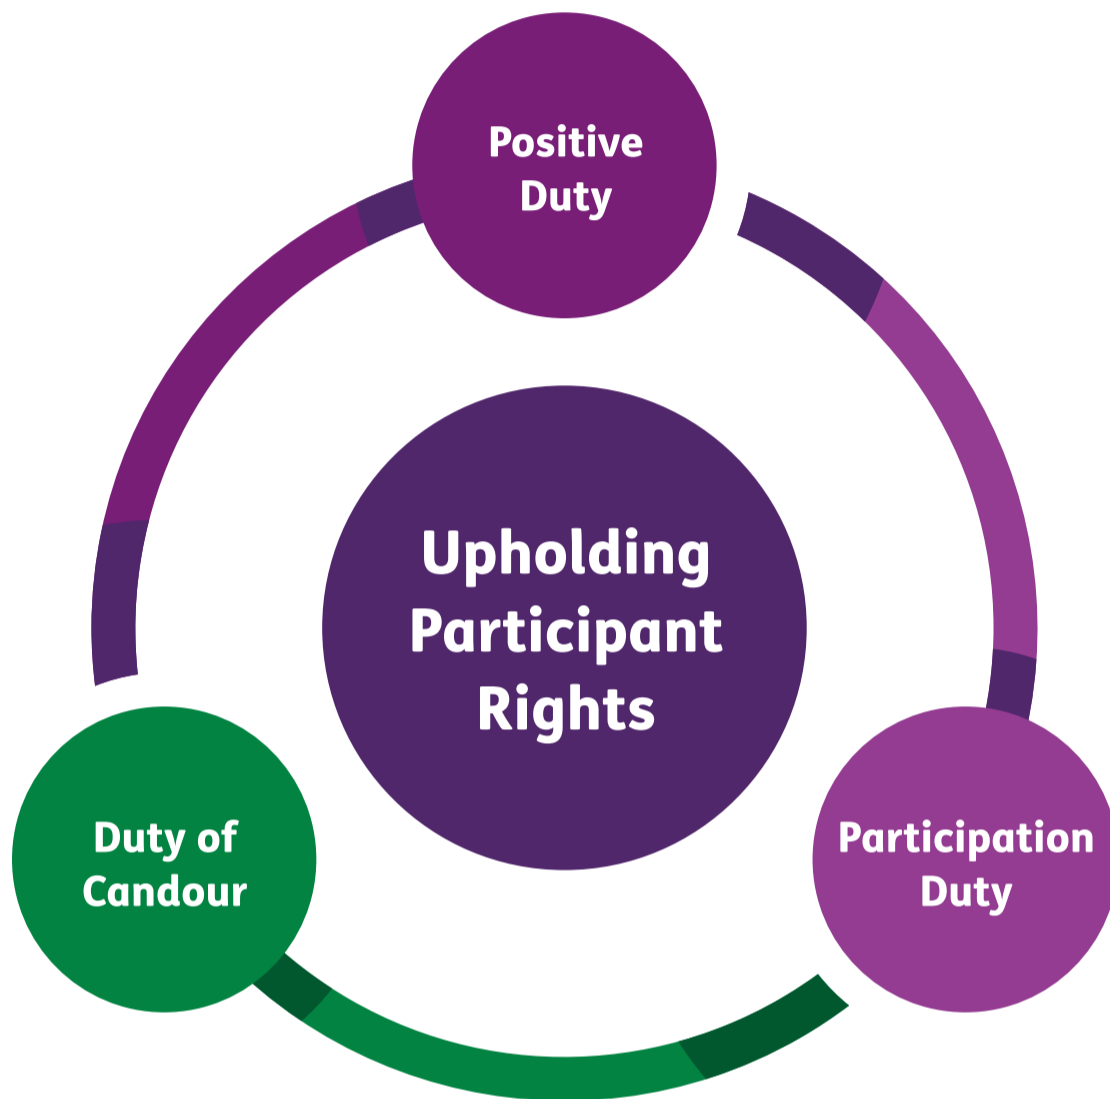 Positive
Duty
Upholding
Participant
Rights
Duty of
Candour
Participation
Duty